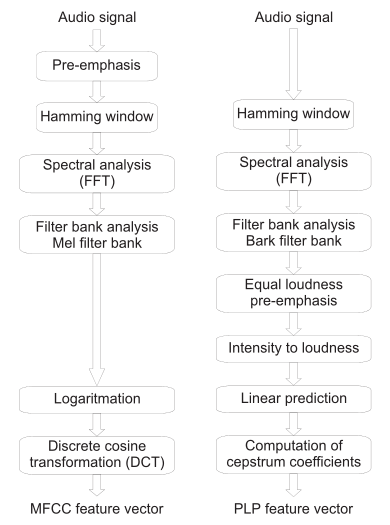 Audio signal
Pre-emphasis
Hamming window
Spectral analysis
(FFT)
Filter bank analysis
Mel filter bank
Logaritmation
Discrete cosine
transformation (DCT)
MFCC feature vector
Audio signal
Hamming window
Spectral analysis
(FFT)
Filter bank analysis
Bark filter bank
Equal loudness
pre-emphasis
Intensity to loudness
Linear prediction
Computation of
cepstrum coefficients
PLP feature vector